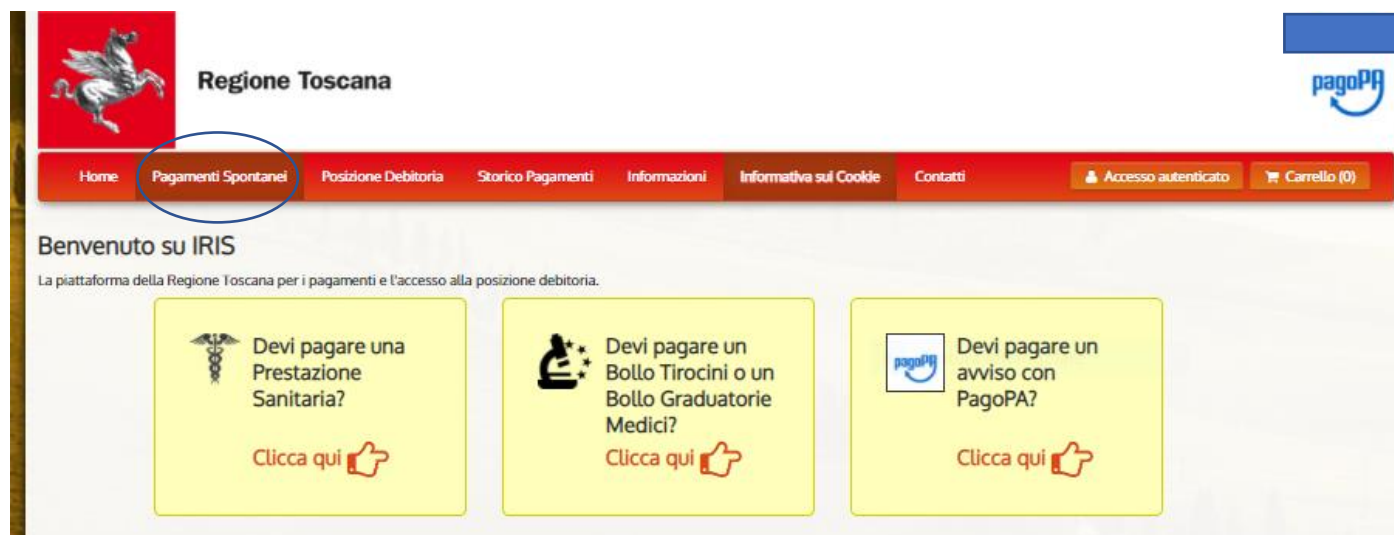 Regione Toscana
pagoPA
Home Pagamenti Spontanei Posizione Debitoria Storico Pagamenti Informazioni Informativa sui Cookie Contatti Accesso autenticato Carrello (0)
Benvenuto su IRIS
La piattaforma della Regione Toscana per i pagamenti e l'accesso alla posizione debitoria.
Devi pagare una
Prestazione
Sanitaria?
Clicca qui
Devi pagare un
Bollo Tirocini o un
Bollo Graduatorie
Medici?
Clicca qui
pagoPA
Devi pagare un
avviso con
PagoPA?
Clicca qui